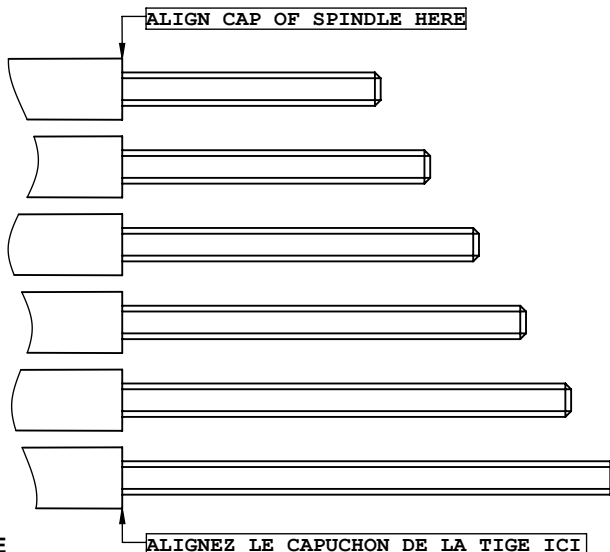 ALIGN CAP OF SPINDLE HERE
E
ALIGNEZ LE CAPUCHON DE LA TIGE ICI